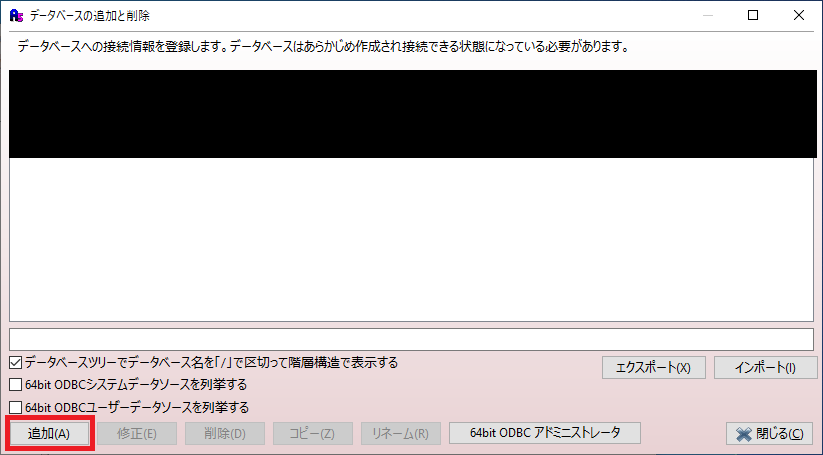 データベースの追加と削除
データベースへの接続情報を登録します。データベースはあらかじめ作成され接続できる状態になっている必要があります。
データベースツリーでデータベース名を「/」で区切って階層構造で表示する
エクスポート(X) インポート(I)
64bit ODBCシステムデータソースを列挙する
64bit ODBCユーザーデータソースを列挙する
追加(A) 修正(E) 削除(D) コピー(Z) リネーム(R) 64bit ODBC アドミニストレータ 閉じる(C)